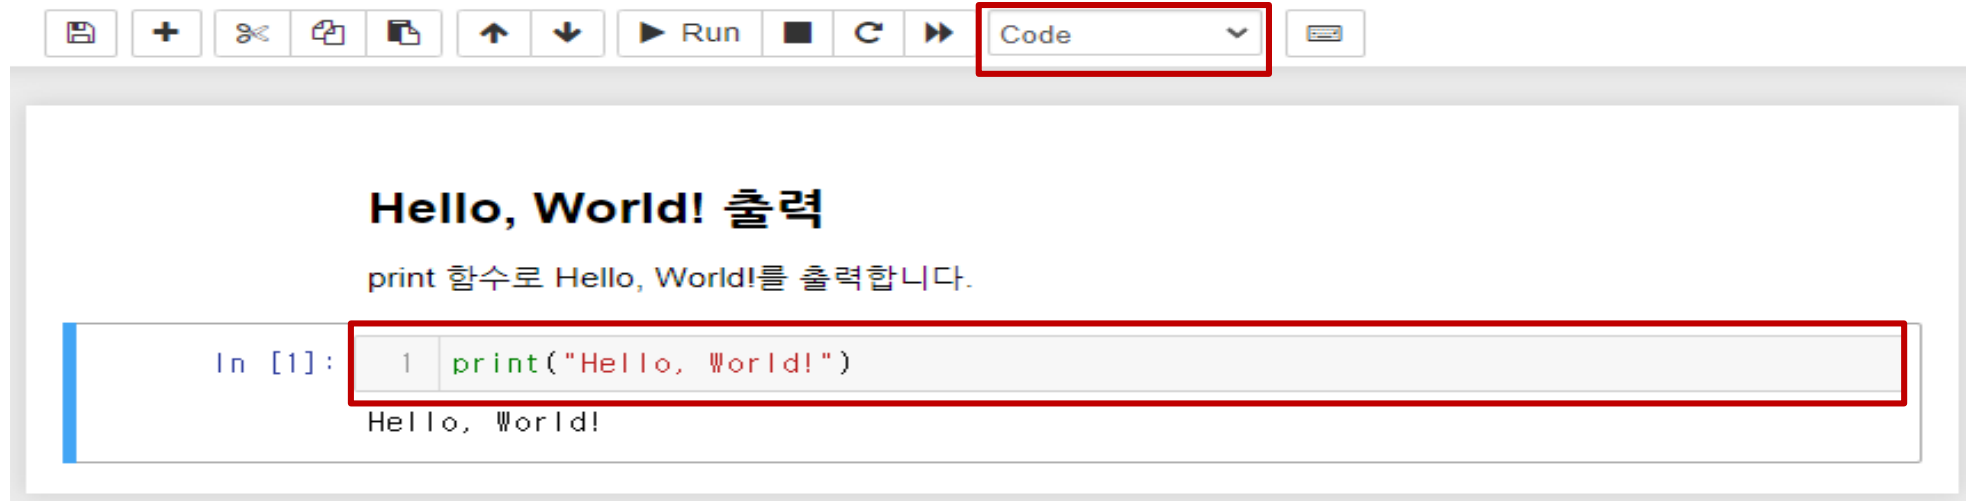 Run Code
Hello, World! 출력
print 함수로 Hello, World!를 출력합니다.
In [1]: 1 print("Hello, World!")
Hello, World!